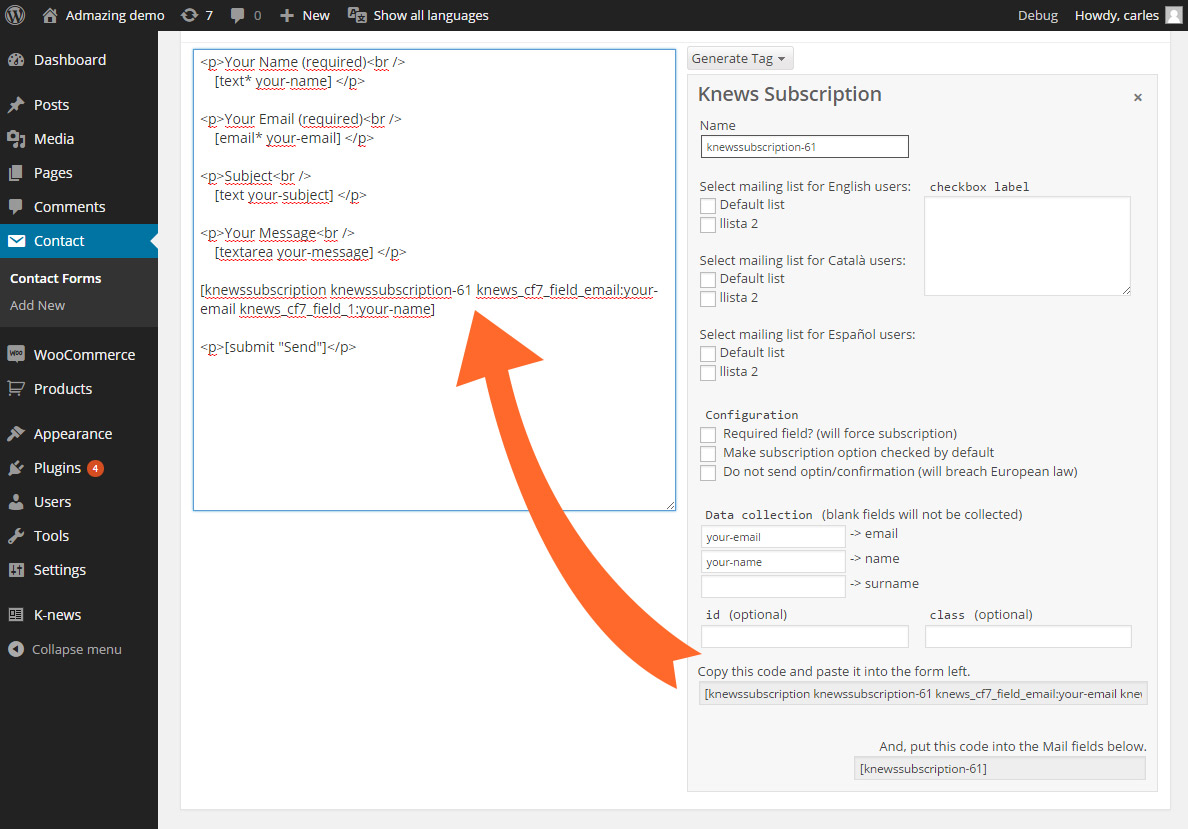 Admazing demo 7 0 New Show all languages Debug Howdy, carles
Dashboard
Posts
Media
Pages
Comments
Contact
Contact Forms
Add New
WooCommerce
Products
Appearance
Plugins 4
Users
Tools
Settings
K-news
Collapse menu
<p>Your Name (required)<br />
[text* your-name] </p>
<p>Your Email (required)<br />
[email* your-email] </p>
<p>Subject<br />
[text your-subject] </p>
<p>Your Message<br />
[textarea your-message] </p>
[knewssubscription knewssubscription-61 knews_cf7_field_email:your-
email knews_cf7_field_1:your-name]
<p>[submit "Send"]</p>
Generate Tag
Knews Subscription
×
Name
knewssubscription-61
Select mailing list for English users:
Default list
llista 2
checkbox label
Select mailing list for Català users:
Default list
llista 2
Select mailing list for Español users:
Default list
llista 2
Configuration
Required field? (will force subscription)
Make subscription option checked by default
Do not send optin/confirmation (will breach European law)
Data collection (blank fields will not be collected)
your-email -> email
your-name -> name
-> surname
id (optional) class (optional)
Copy this code and paste it into the form left.
[knewssubscription knewssubscription-61 knews_cf7_field_email:your-email knew
And, put this code into the Mail fields below.
[knewssubscription-61]